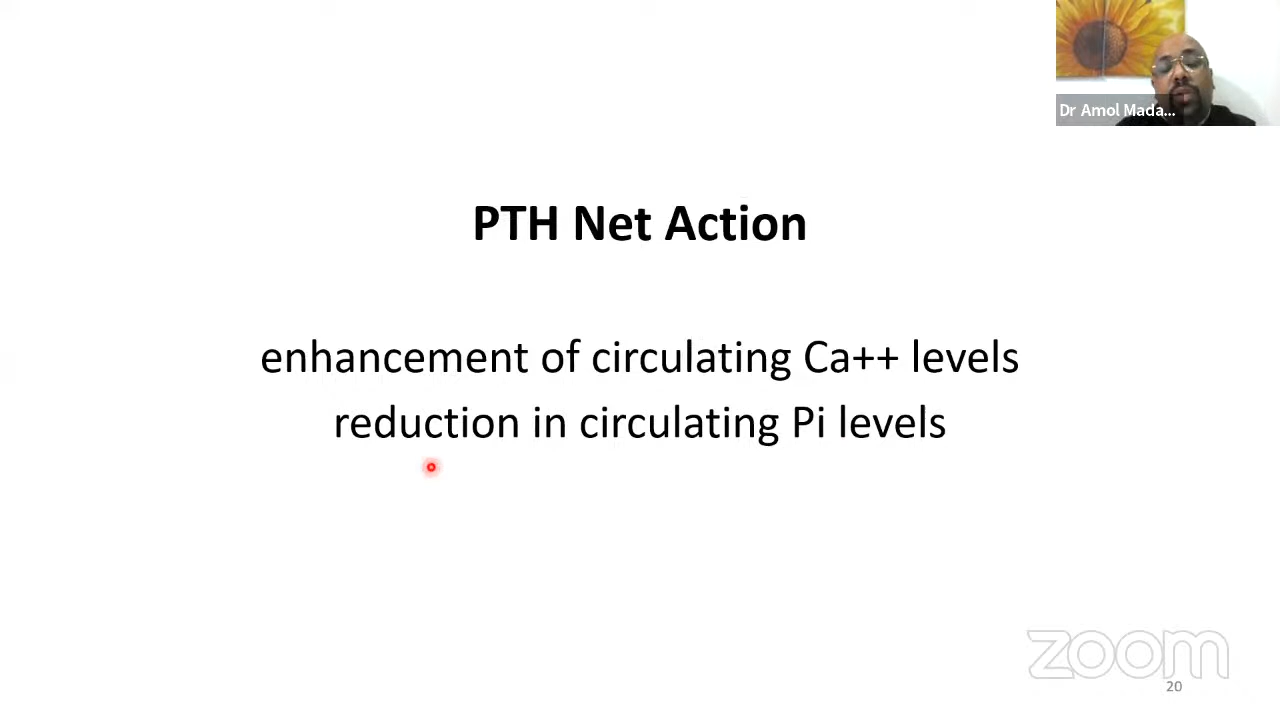 Dr Amol Mada...
PTH Net Action
enhancement of circulating Ca++ levels
reduction in circulating Pi levels
zoom
20